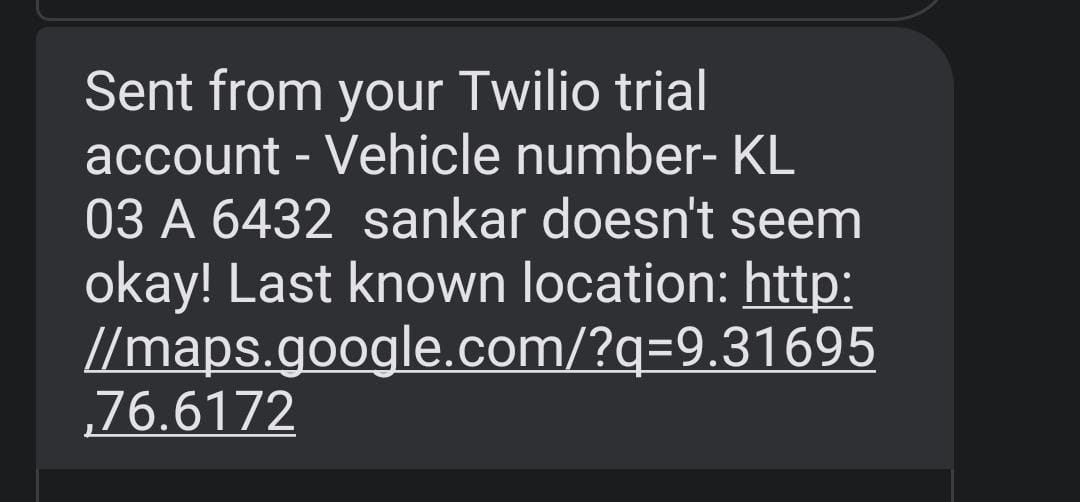 Sent from your Twilio trial
account - Vehicle number- KL
03 A 6432  sankar doesn't seem
okay! Last known location: http:
//maps.google.com/?q=9.31695
,76.6172